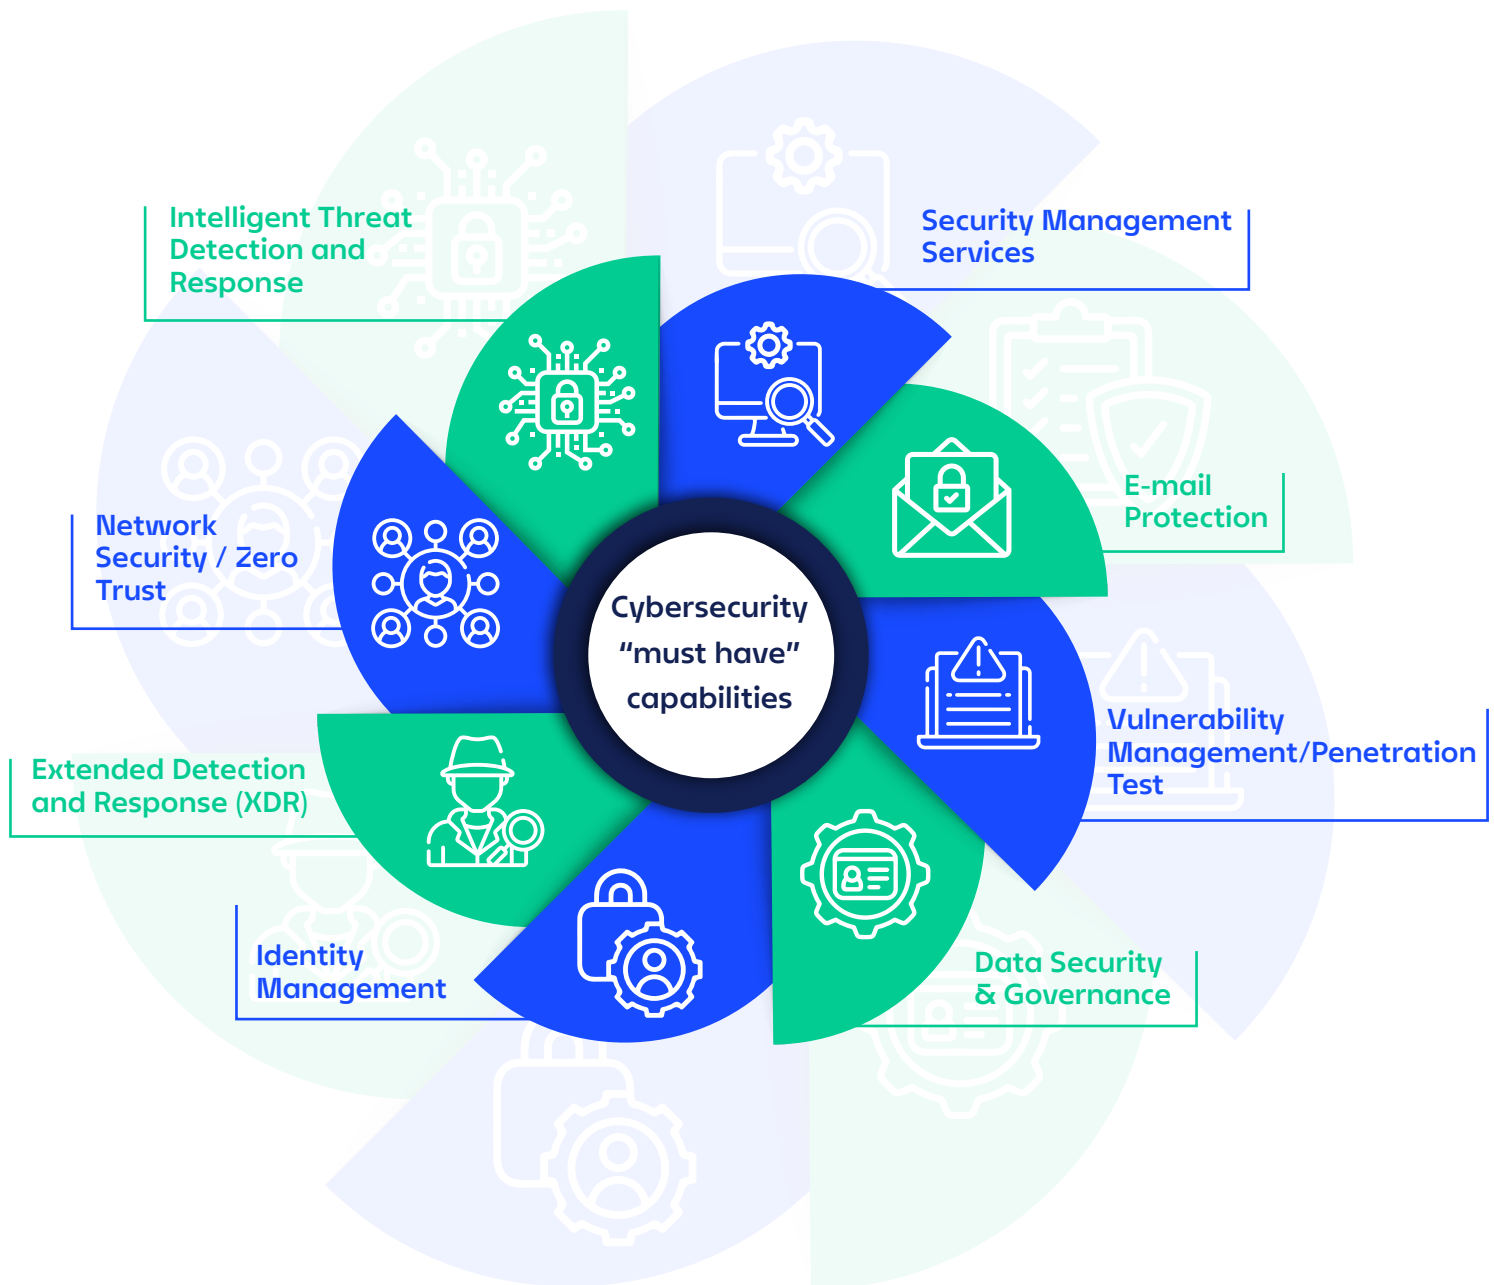 Intelligent Threat
Detection and
Response
Security Management
Services
Network
Security / Zero
Trust
E-mail
Protection
Cybersecurity
“must have”
capabilities
Vulnerability
Management/Penetration
Test
Extended Detection
and Response (XDR)
Identity
Management
Data Security
& Governance